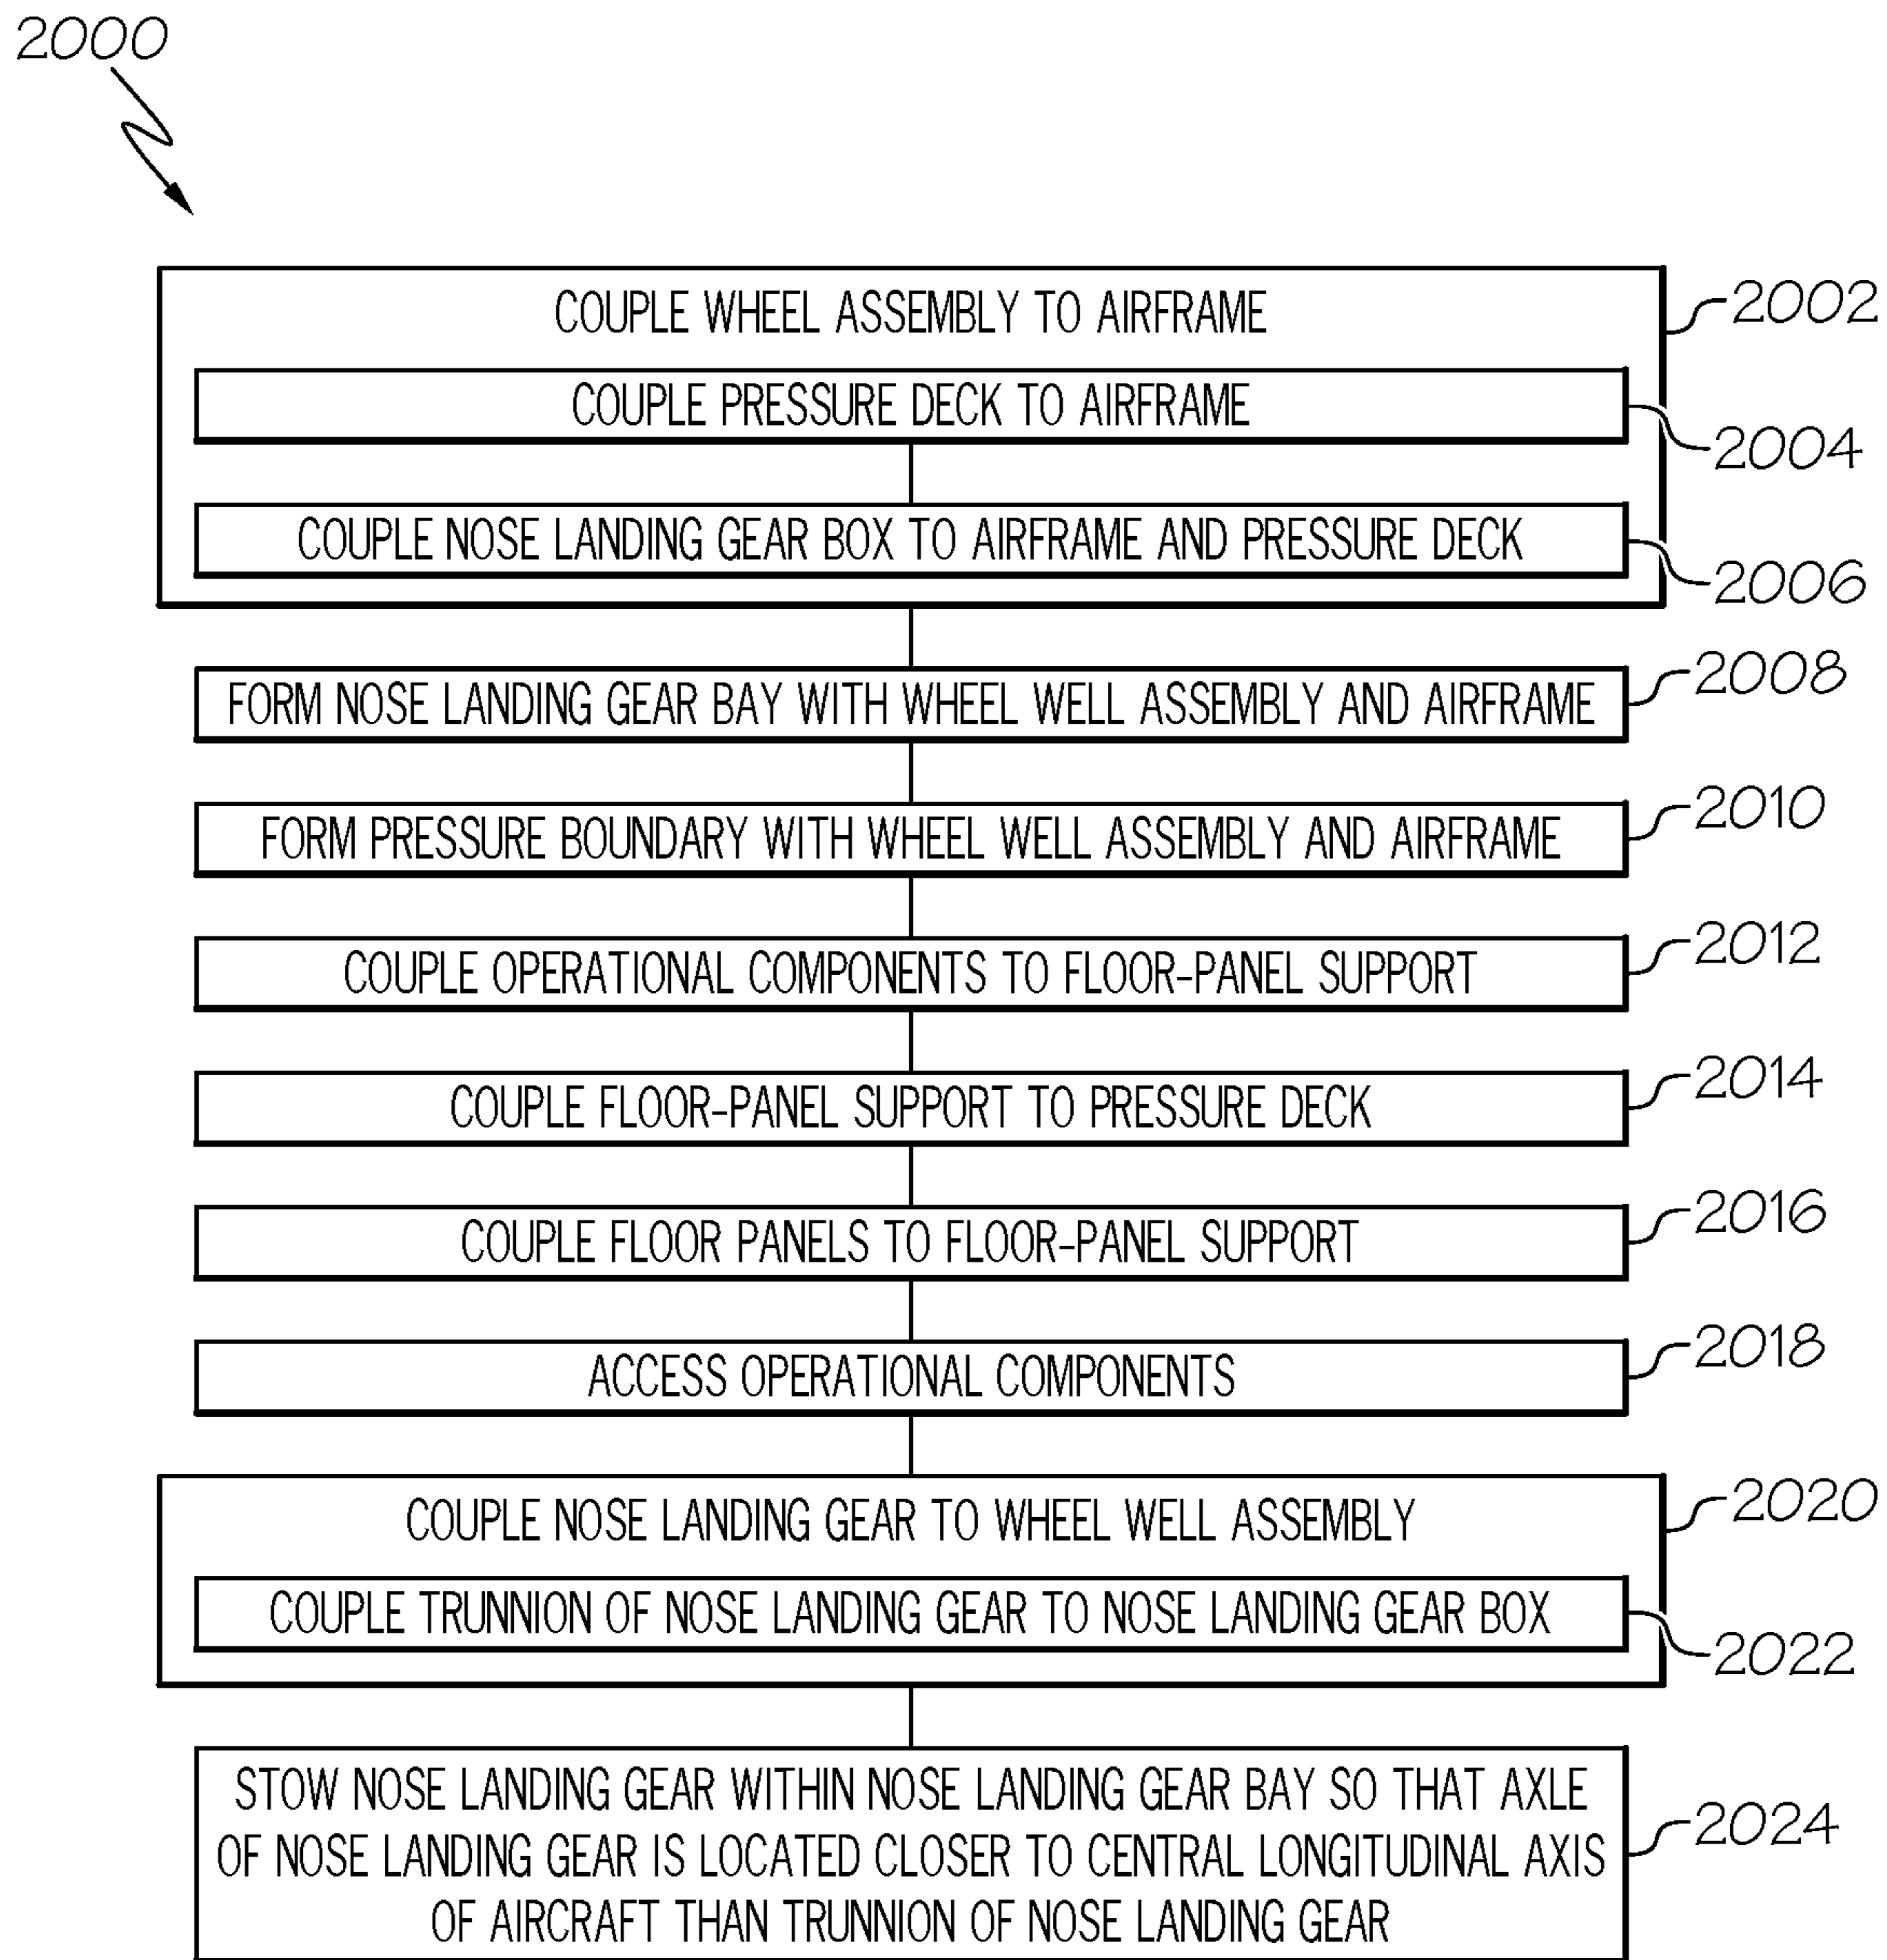 2000
COUPLE WHEEL ASSEMBLY TO AIRFRAME
2002
COUPLE PRESSURE DECK TO AIRFRAME
2004
COUPLE NOSE LANDING GEAR BOX TO AIRFRAME AND PRESSURE DECK
2006
FORM NOSE LANDING GEAR BAY WITH WHEEL WELL ASSEMBLY AND AIRFRAME
2008
FORM PRESSURE BOUNDARY WITH WHEEL WELL ASSEMBLY AND AIRFRAME
2010
COUPLE OPERATIONAL COMPONENTS TO FLOOR-PANEL SUPPORT
2012
COUPLE FLOOR-PANEL SUPPORT TO PRESSURE DECK
2014
COUPLE FLOOR PANELS TO FLOOR-PANEL SUPPORT
2016
ACCESS OPERATIONAL COMPONENTS
2018
COUPLE NOSE LANDING GEAR TO WHEEL WELL ASSEMBLY
2020
COUPLE TRUNNION OF NOSE LANDING GEAR TO NOSE LANDING GEAR BOX
2022
STOW NOSE LANDING GEAR WITHIN NOSE LANDING GEAR BAY SO THAT AXLE
OF NOSE LANDING GEAR IS LOCATED CLOSER TO CENTRAL LONGITUDINAL AXIS
OF AIRCRAFT THAN TRUNNION OF NOSE LANDING GEAR
2024